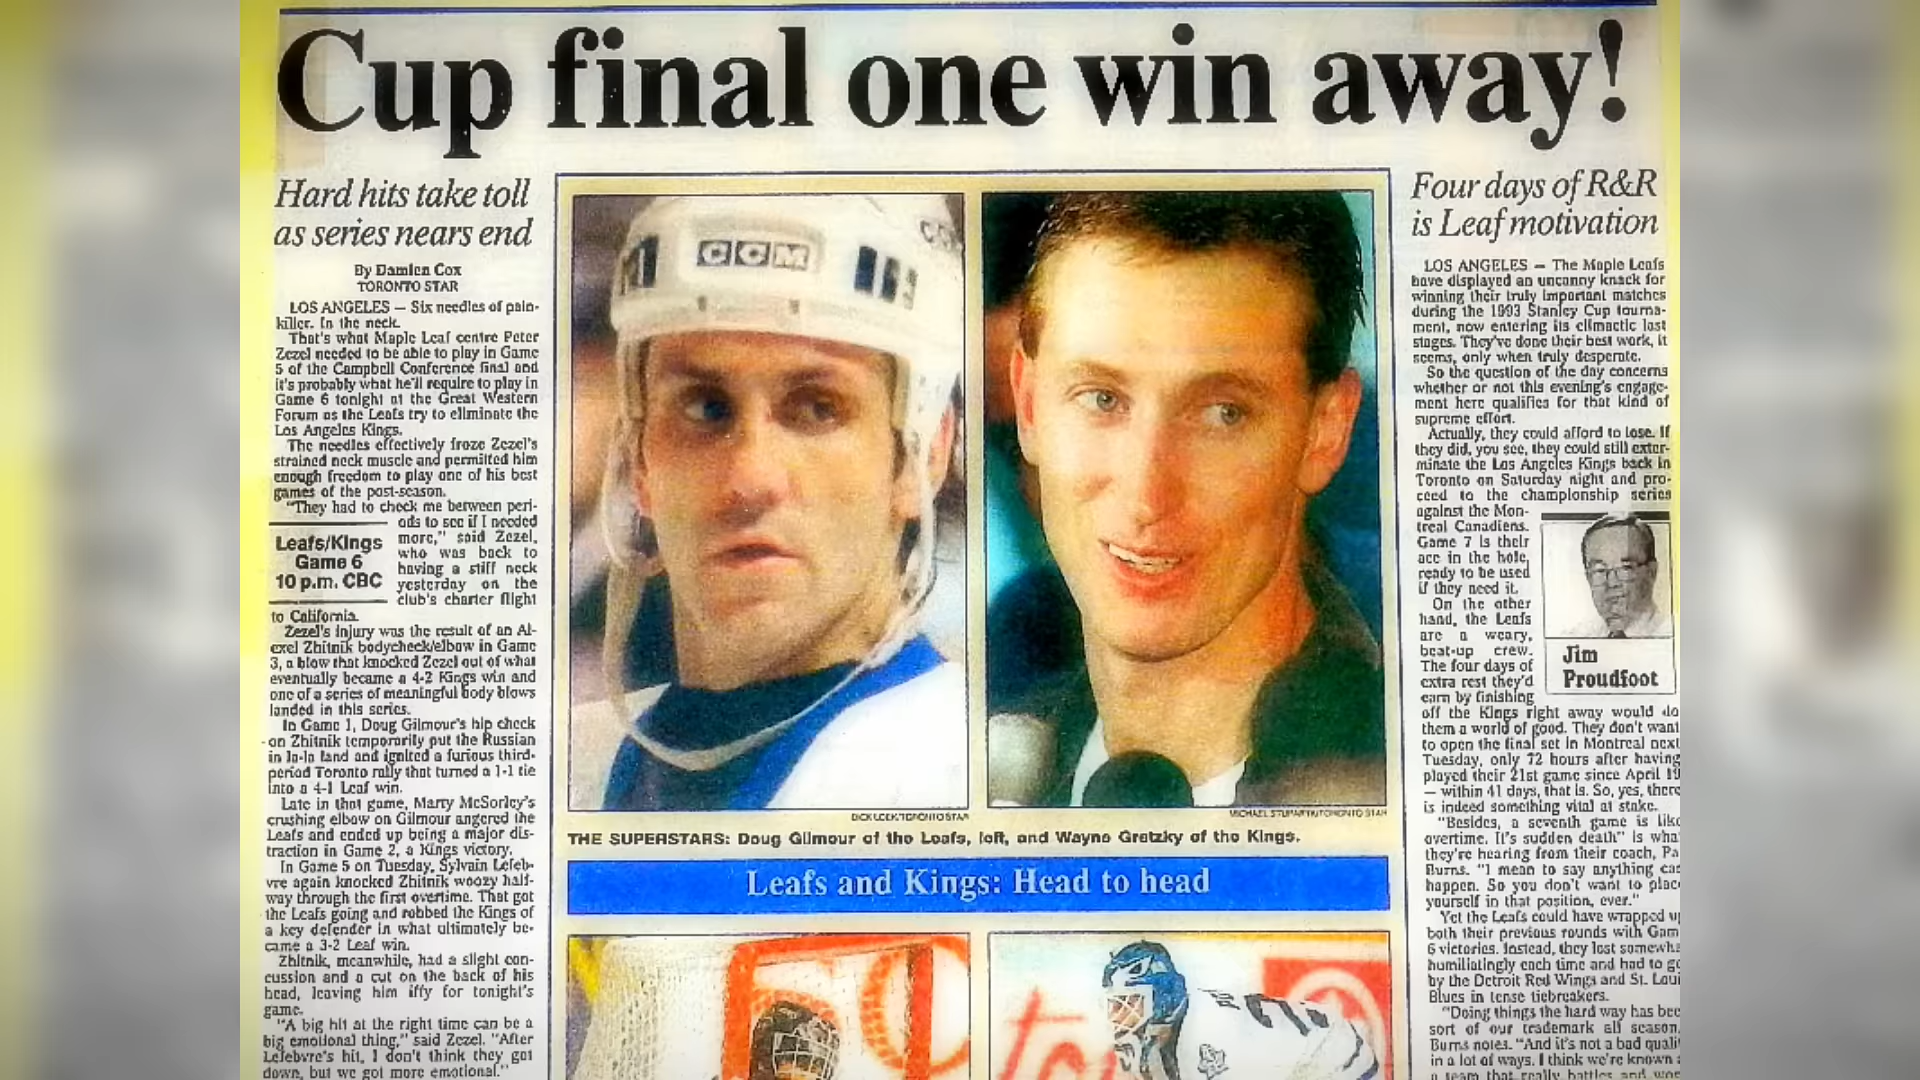 Cup final one win away!
Hard hits take toll
as series nears end
By Damien Cox
TORONTO STAR
LOS ANGELES — Six needles of pain-
killer. In the neck.
That's what Maple Leaf centre Peter
Zezel needed to be able to play in Game
5 of the Campbell Conference final and
it's probably what he'll require to play in
Game 6 tonight at the Great Western
Forum as the Leafs try to eliminate the
Los Angeles Kings.
The needles effectively froze Zezel's
strained neck muscle and permitted him
enough freedom to play one of his best
games of the post-season.
"They had to check me between peri-
ods to see if I needed
more," said Zezel,
who was back to
having a stiff neck
yesterday on the
club's charter flight
to California.
Leafs/Kings
Game 6
10 p.m. CBC
Zezel's injury was the result of an Al-
exei Zhitnik bodycheck/elbow in Game
3, a blow that knocked Zezel out of what
eventually became a 4-2 Kings win and
one of a series of meaningful body blows
landed in this series.
In Game 1, Doug Gilmour's hip check
on Zhitnik temporarily put the Russian
in la-la land and ignited a furious third-
period Toronto rally that turned a 1-1 tie
into a 4-1 Leaf win.
Late in that game, Marty McSorley's
crushing elbow on Gilmour angered the
Leafs and ended up being a major dis-
traction in Game 2, a Kings victory.
In Game 5 on Tuesday, Sylvain Lefeb-
vre again knocked Zhitnik woozy half-
way through the first overtime. That got
the Leafs going and robbed the Kings of
a key defender in what ultimately be-
came a 3-2 Leaf win.
Zhitnik, meanwhile, had a slight con-
cussion and a cut on the back of his
head, leaving him iffy for tonight's
game.
"A big hit at the right time can be a
big emotional thing," said Zezel. "After
Lefebvre's hit, I don't think they got
down, but we got more emotional."
CCM
DICK LOEK/TORONTO STAR
MICHAEL STUPARYK/TORONTO STAR
THE SUPERSTARS: Doug Gilmour of the Leafs, left, and Wayne Gretzky of the Kings.
Leafs and Kings: Head to head
Four days of R&R
is Leaf motivation
LOS ANGELES — The Maple Leafs
have displayed an uncanny knack for
winning their truly important matches
during the 1993 Stanley Cup tourna-
ment, now entering its climactic last
stages. They've done their best work, it
seems, only when truly desperate.
So the question of the day concerns
whether or not this evening's engage-
ment here qualifies for that kind of
supreme effort.
Actually, they could afford to lose. If
they did, you see, they could still exter-
minate the Los Angeles Kings back in
Toronto on Saturday night and pro-
ceed to the championship series
against the Mon-
treal Canadiens.
Game 7 is their
ace in the hole,
ready to be used
if they need it.
On the other
hand, the Leafs
are a weary,
beat-up crew.
The four days of
extra rest they'd
earn by finishing
Jim
Proudfoot
off the Kings right away would do
them a world of good. They don't want
to open the final set in Montreal next
Tuesday, only 72 hours after having
played their 21st game since April 19
— within 41 days, that is. So, yes, there
is indeed something vital at stake.
"Besides, a seventh game is like
overtime. It's sudden death" is wha
they're hearing from their coach, Pa
Burns. "I mean to say anything can
happen. So you don't want to place
yourself in that position, ever."
Yet the Leafs could have wrapped up
both their previous rounds with Gam
6 victories. Instead, they lost somewha
humiliatingly each time and had to ge
by the Detroit Red Wings and St. Loui
Blues in tense tiebreakers.
"Doing things the hard way has bee
sort of our trademark all season,
Burns notes. "And it's not a bad quali
in a lot of ways. I think we're known
a team that really battles and